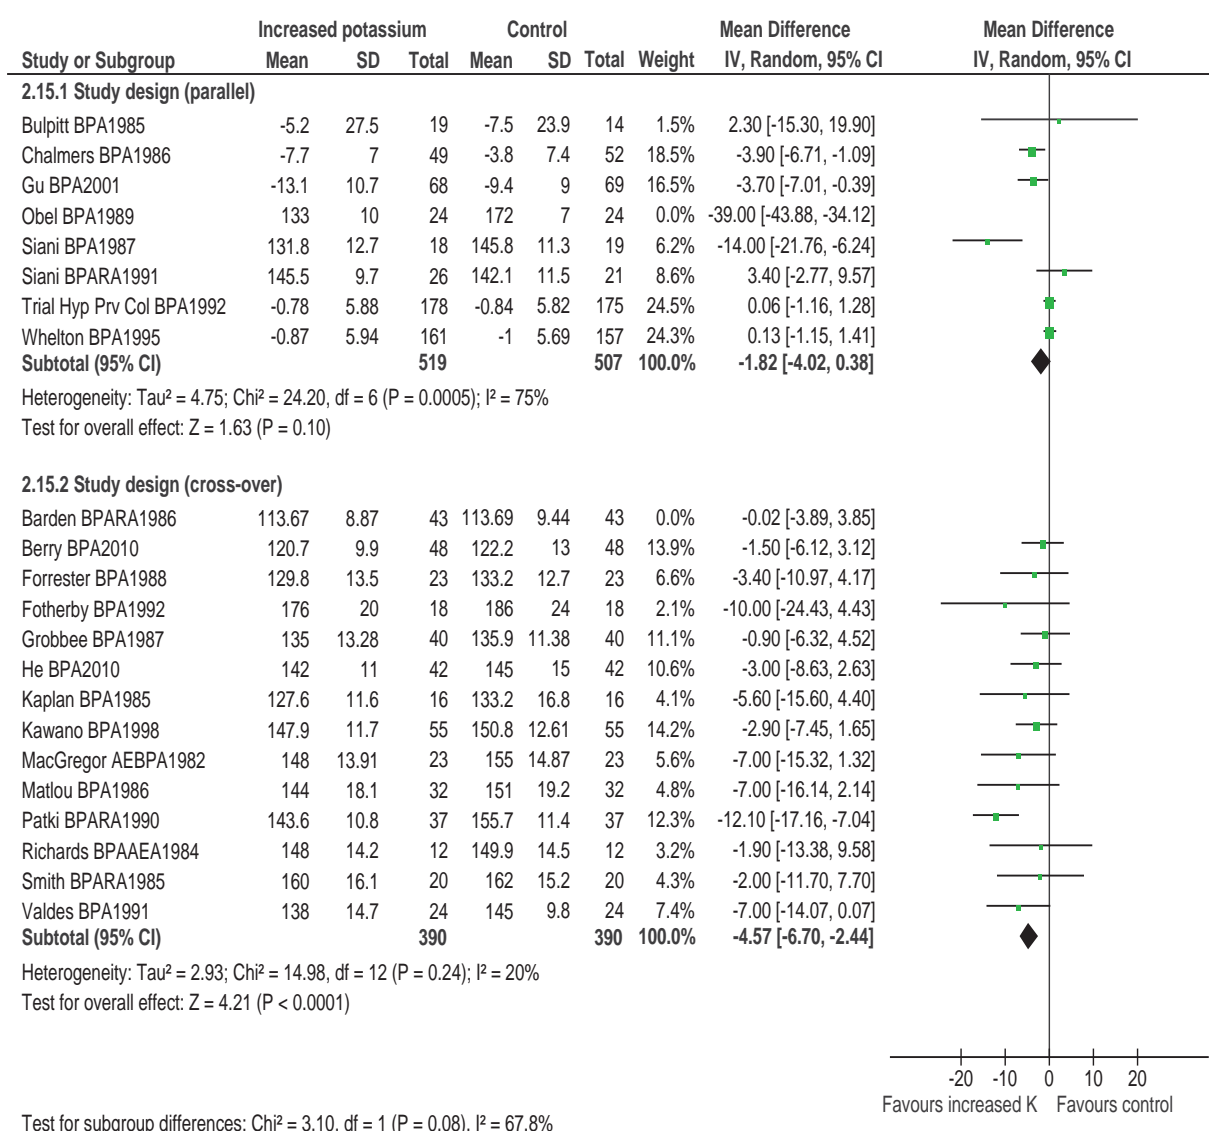 Increased potassium Control Mean Difference Mean Difference
Study or Subgroup Mean SD Total Mean SD Total Weight IV, Random, 95% CI IV, Random, 95% CI
2.15.1 Study design (parallel)
Bulpitt BPA1985 -5.2 27.5 19 -7.5 23.9 14 1.5% 2.30 [-15.30, 19.90]
Chalmers BPA1986 -7.7 7 49 -3.8 7.4 52 18.5% -3.90 [-6.71, -1.09]
Gu BPA2001 -13.1 10.7 68 -9.4 9 69 16.5% -3.70 [-7.01, -0.39]
Obel BPA1989 133 10 24 172 7 24 0.0% -39.00 [-43.88, -34.12]
Siani BPA1987 131.8 12.7 18 145.8 11.3 19 6.2% -14.00 [-21.76, -6.24]
Siani BPARA1991 145.5 9.7 26 142.1 11.5 21 8.6% 3.40 [-2.77, 9.57]
Trial Hyp Prv Col BPA1992 -0.78 5.88 178 -0.84 5.82 175 24.5% 0.06 [-1.16, 1.28]
Whelton BPA1995 -0.87 5.94 161 -1 5.69 157 24.3% 0.13 [-1.15, 1.41]
Subtotal (95% CI) 519 507 100.0% -1.82 [-4.02, 0.38]
Heterogeneity: Tau² = 4.75; Chi² = 24.20, df = 6 (P = 0.0005); I² = 75%
Test for overall effect: Z = 1.63 (P = 0.10)
2.15.2 Study design (cross-over)
Barden BPARA1986 113.67 8.87 43 113.69 9.44 43 0.0% -0.02 [-3.89, 3.85]
Berry BPA2010 120.7 9.9 48 122.2 13 48 13.9% -1.50 [-6.12, 3.12]
Forrester BPA1988 129.8 13.5 23 133.2 12.7 23 6.6% -3.40 [-10.97, 4.17]
Fotherby BPA1992 176 20 18 186 24 18 2.1% -10.00 [-24.43, 4.43]
Grobbee BPA1987 135 13.28 40 135.9 11.38 40 11.1% -0.90 [-6.32, 4.52]
He BPA2010 142 11 42 145 15 42 10.6% -3.00 [-8.63, 2.63]
Kaplan BPA1985 127.6 11.6 16 133.2 16.8 16 4.1% -5.60 [-15.60, 4.40]
Kawano BPA1998 147.9 11.7 55 150.8 12.61 55 14.2% -2.90 [-7.45, 1.65]
MacGregor AEBPA1982 148 13.91 23 155 14.87 23 5.6% -7.00 [-15.32, 1.32]
Matlou BPA1986 144 18.1 32 151 19.2 32 4.8% -7.00 [-16.14, 2.14]
Patki BPARA1990 143.6 10.8 37 155.7 11.4 37 12.3% -12.10 [-17.16, -7.04]
Richards BPAAEA1984 148 14.2 12 149.9 14.5 12 3.2% -1.90 [-13.38, 9.58]
Smith BPARA1985 160 16.1 20 162 15.2 20 4.3% -2.00 [-11.70, 7.70]
Valdes BPA1991 138 14.7 24 145 9.8 24 7.4% -7.00 [-14.07, 0.07]
Subtotal (95% CI) 390 390 100.0% -4.57 [-6.70, -2.44]
Heterogeneity: Tau² = 2.93; Chi² = 14.98, df = 12 (P = 0.24); I² = 20%
Test for overall effect: Z = 4.21 (P < 0.0001)
-20 -10 0 10 20
Favours increased K Favours control
Test for subgroup differences: Chi² = 3.10, df = 1 (P = 0.08), I² = 67.8%